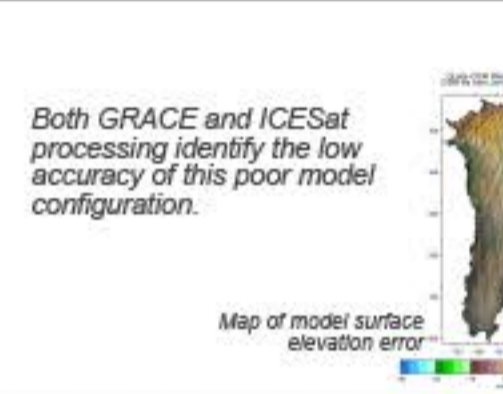 Both GRACE and ICESat
processing identify the low
accuracy of this poor model
configuration.
Map of model surface
elevation error